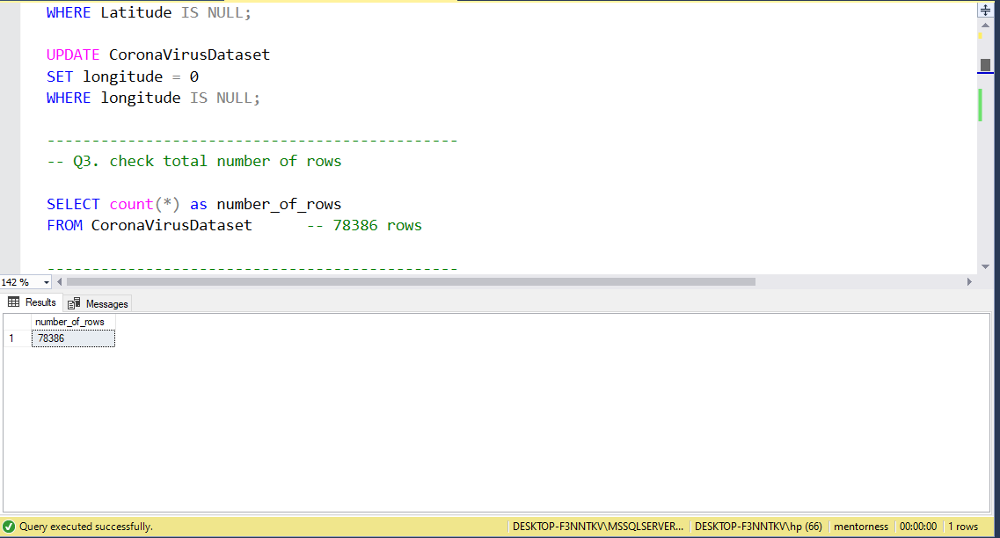 WHERE Latitude IS NULL;
UPDATE CoronaVirusDataset
SET longitude = 0
WHERE longitude IS NULL;
----------------------------------------------
-- Q3. check total number of rows
SELECT count(*) as number_of_rows
FROM CoronaVirusDataset -- 78386 rows
----------------------------------------------
142 %
Results Messages
number_of_rows
1 78386
Query executed successfully. DESKTOP-F3NNTKV\MSSQLSERVER... DESKTOP-F3NNTKV\hp (66) mentorness 00:00:00 1 rows